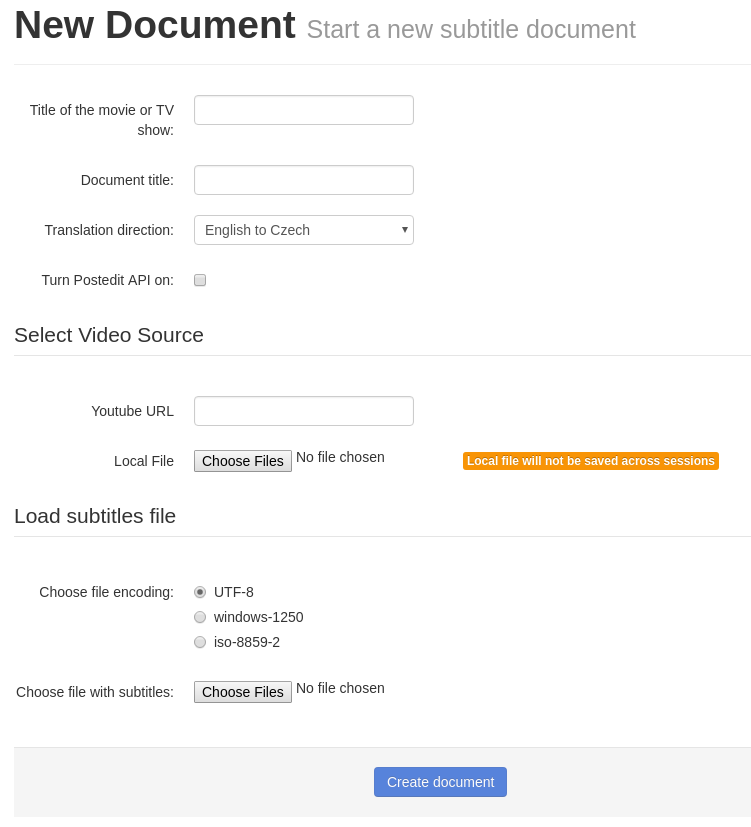 New Document Start a new subtitle document
Title of the movie or TV
show:
Document title:
Translation direction: English to Czech
Turn Postedit API on:
Select Video Source
Youtube URL
Local File Choose Files No file chosen Local file will not be saved across sessions
Load subtitles file
Choose file encoding: UTF-8
windows-1250
iso-8859-2
Choose file with subtitles: Choose Files No file chosen
Create document